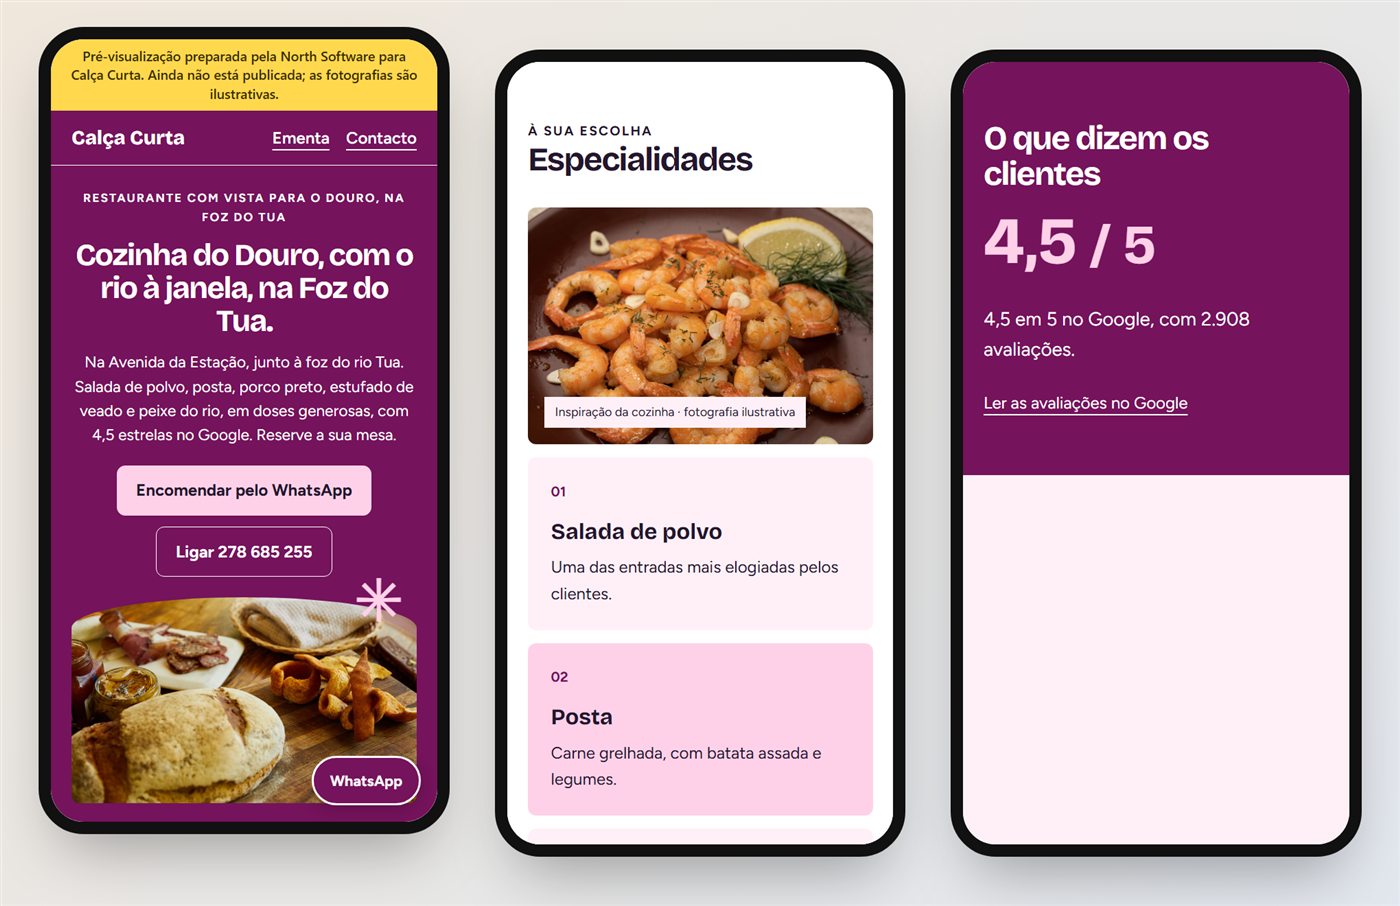 Pré-visualização preparada pela North Software para
Calça Curta. Ainda não está publicada; as fotografias são
ilustrativas.
Calça Curta
Ementa
Contacto
RESTAURANTE COM VISTA PARA O DOURO, NA
FOZ DO TUA
Cozinha do Douro, com o
rio à janela, na Foz do
Tua.
Na Avenida da Estação, junto à foz do rio Tua.
Salada de polvo, posta, porco preto, estufado de
veado e peixe do rio, em doses generosas, com
4,5 estrelas no Google. Reserve a sua mesa.
Encomendar pelo WhatsApp
Ligar 278 685 255
WhatsApp
À SUA ESCOLHA
Especialidades
Inspiração da cozinha · fotografia ilustrativa
01
Salada de polvo
Uma das entradas mais elogiadas pelos
clientes.
02
Posta
Carne grelhada, com batata assada e
legumes.
O que dizem os
clientes
4,5 / 5
4,5 em 5 no Google, com 2.908
avaliações.
Ler as avaliações no Google